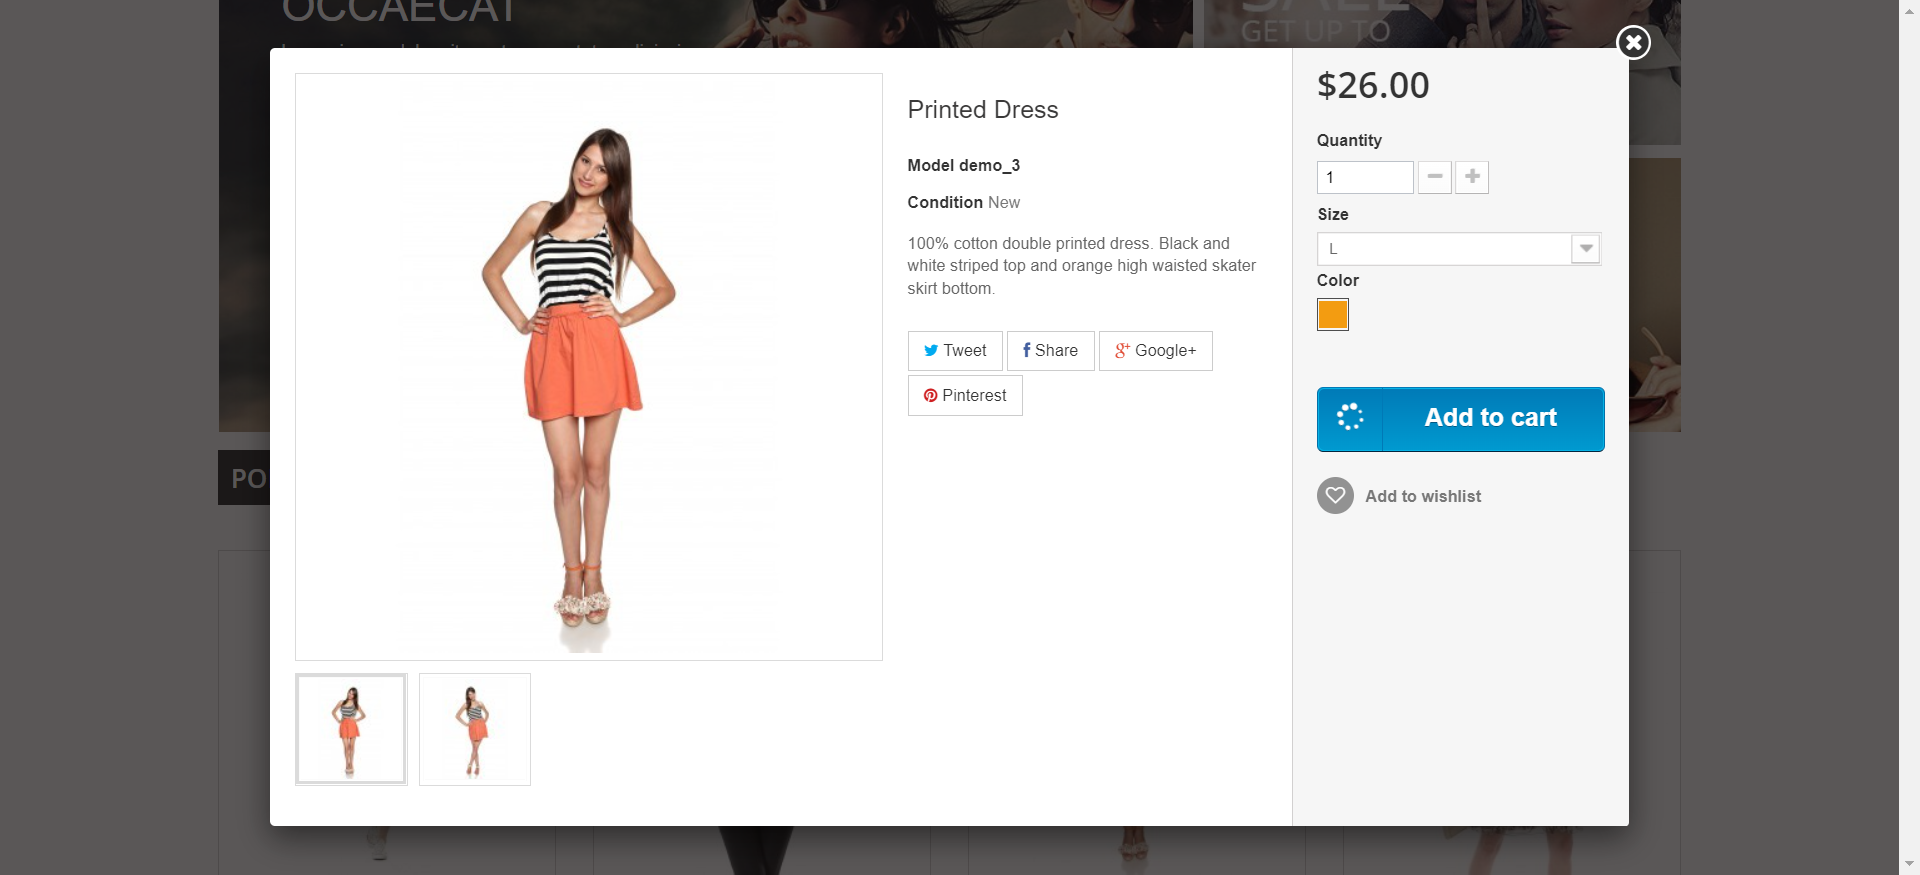 OCCAECAT
SALE
GET UP TO
$26.00
Printed Dress
Quantity
Model demo_3
1
Condition New
Size
100% cotton double printed dress. Black and
white striped top and orange high waisted skater
skirt bottom.
L
Color
Tweet
Share
Google+
Pinterest
Add to cart
PO
Add to wishlist